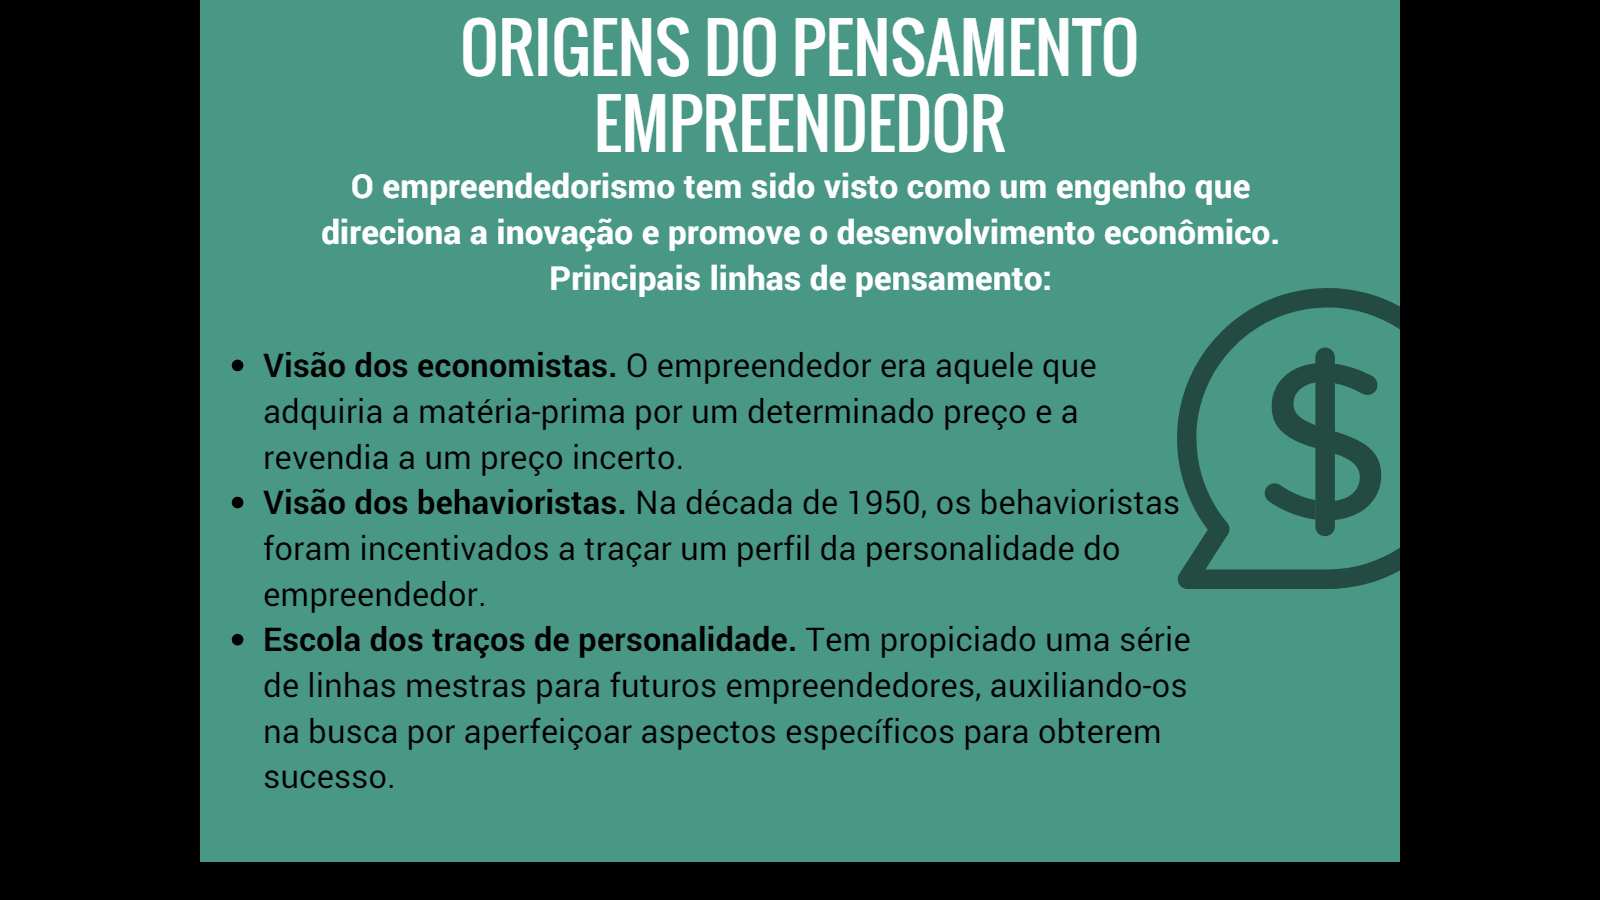 ORIGENS DO PENSAMENTO
EMPREENDEDOR
O empreendedorismo tem sido visto como um engenho que
direciona a inovação e promove o desenvolvimento econômico.
Principais linhas de pensamento:
• Visão dos economistas. O empreendedor era aquele que
adquiria a matéria-prima por um determinado preço e a
revendia a um preço incerto.
• Visão dos behavioristas. Na década de 1950, os behavioristas
foram incentivados a traçar um perfil da personalidade do
empreendedor.
• Escola dos traços de personalidade. Tem propiciado uma série
de linhas mestras para futuros empreendedores, auxiliando-os
na busca por aperfeiçoar aspectos específicos para obterem
sucesso.